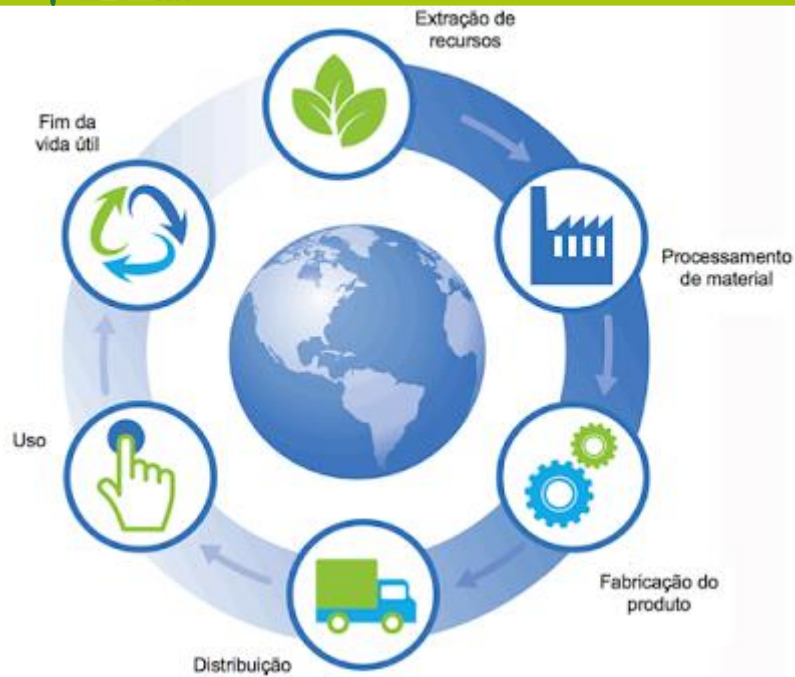 Extração de
recursos
Processamento
de material
Fabricação do
produto
Distribuição
Uso
Fim da
vida útil